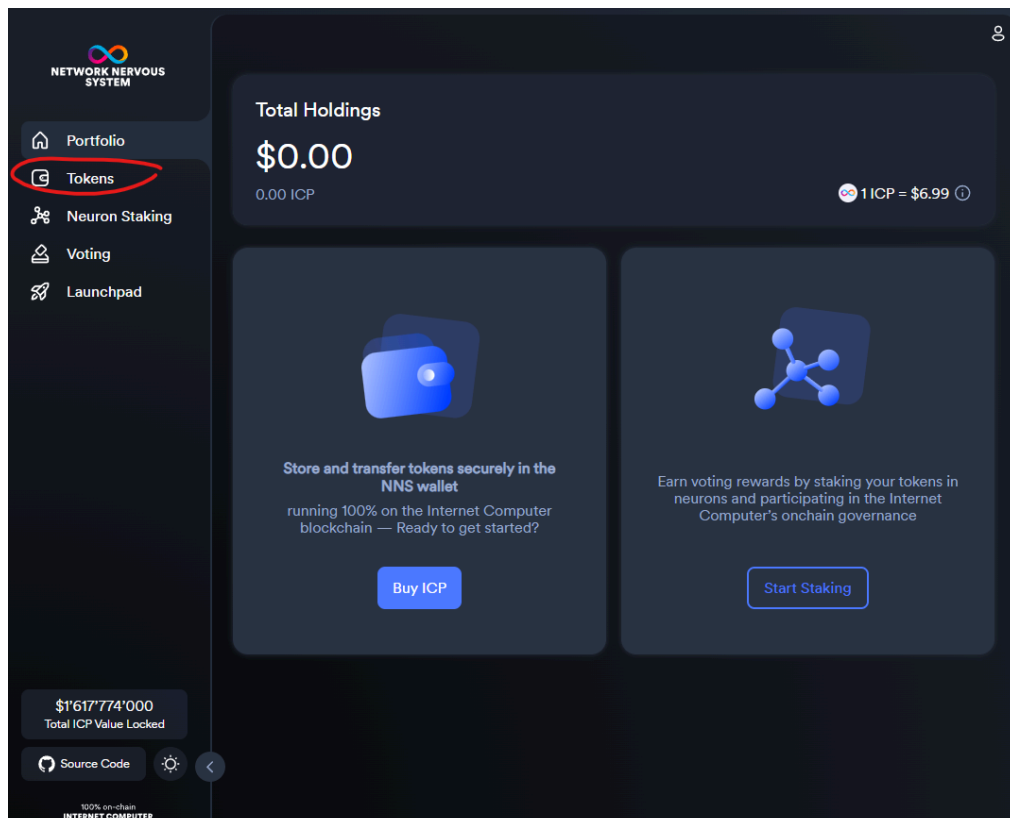 NETWORK NERVOUS
SYSTEM
Portfolio
Tokens
Neuron Staking
Voting
Launchpad
$1'617'774'000
Total ICP Value Locked
Source Code
100% on-chain
INTERNET COMPUTER
Total Holdings
$0.00
0.00 ICP
1 ICP = $6.99
Store and transfer tokens securely in the
NNS wallet
running 100% on the Internet Computer
blockchain — Ready to get started?
Buy ICP
Earn voting rewards by staking your tokens in
neurons and participating in the Internet
Computer's onchain governance
Start Staking